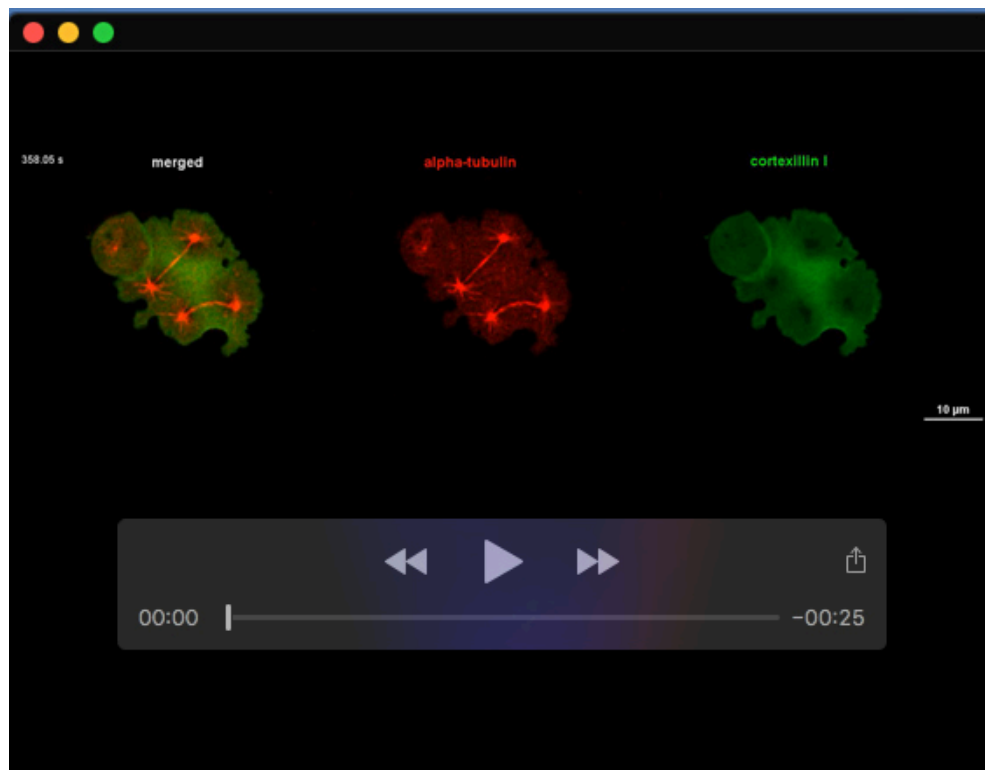 358.05 s
merged
alpha-tubulin
cortexillin I
10 µm
00:00
-00:25